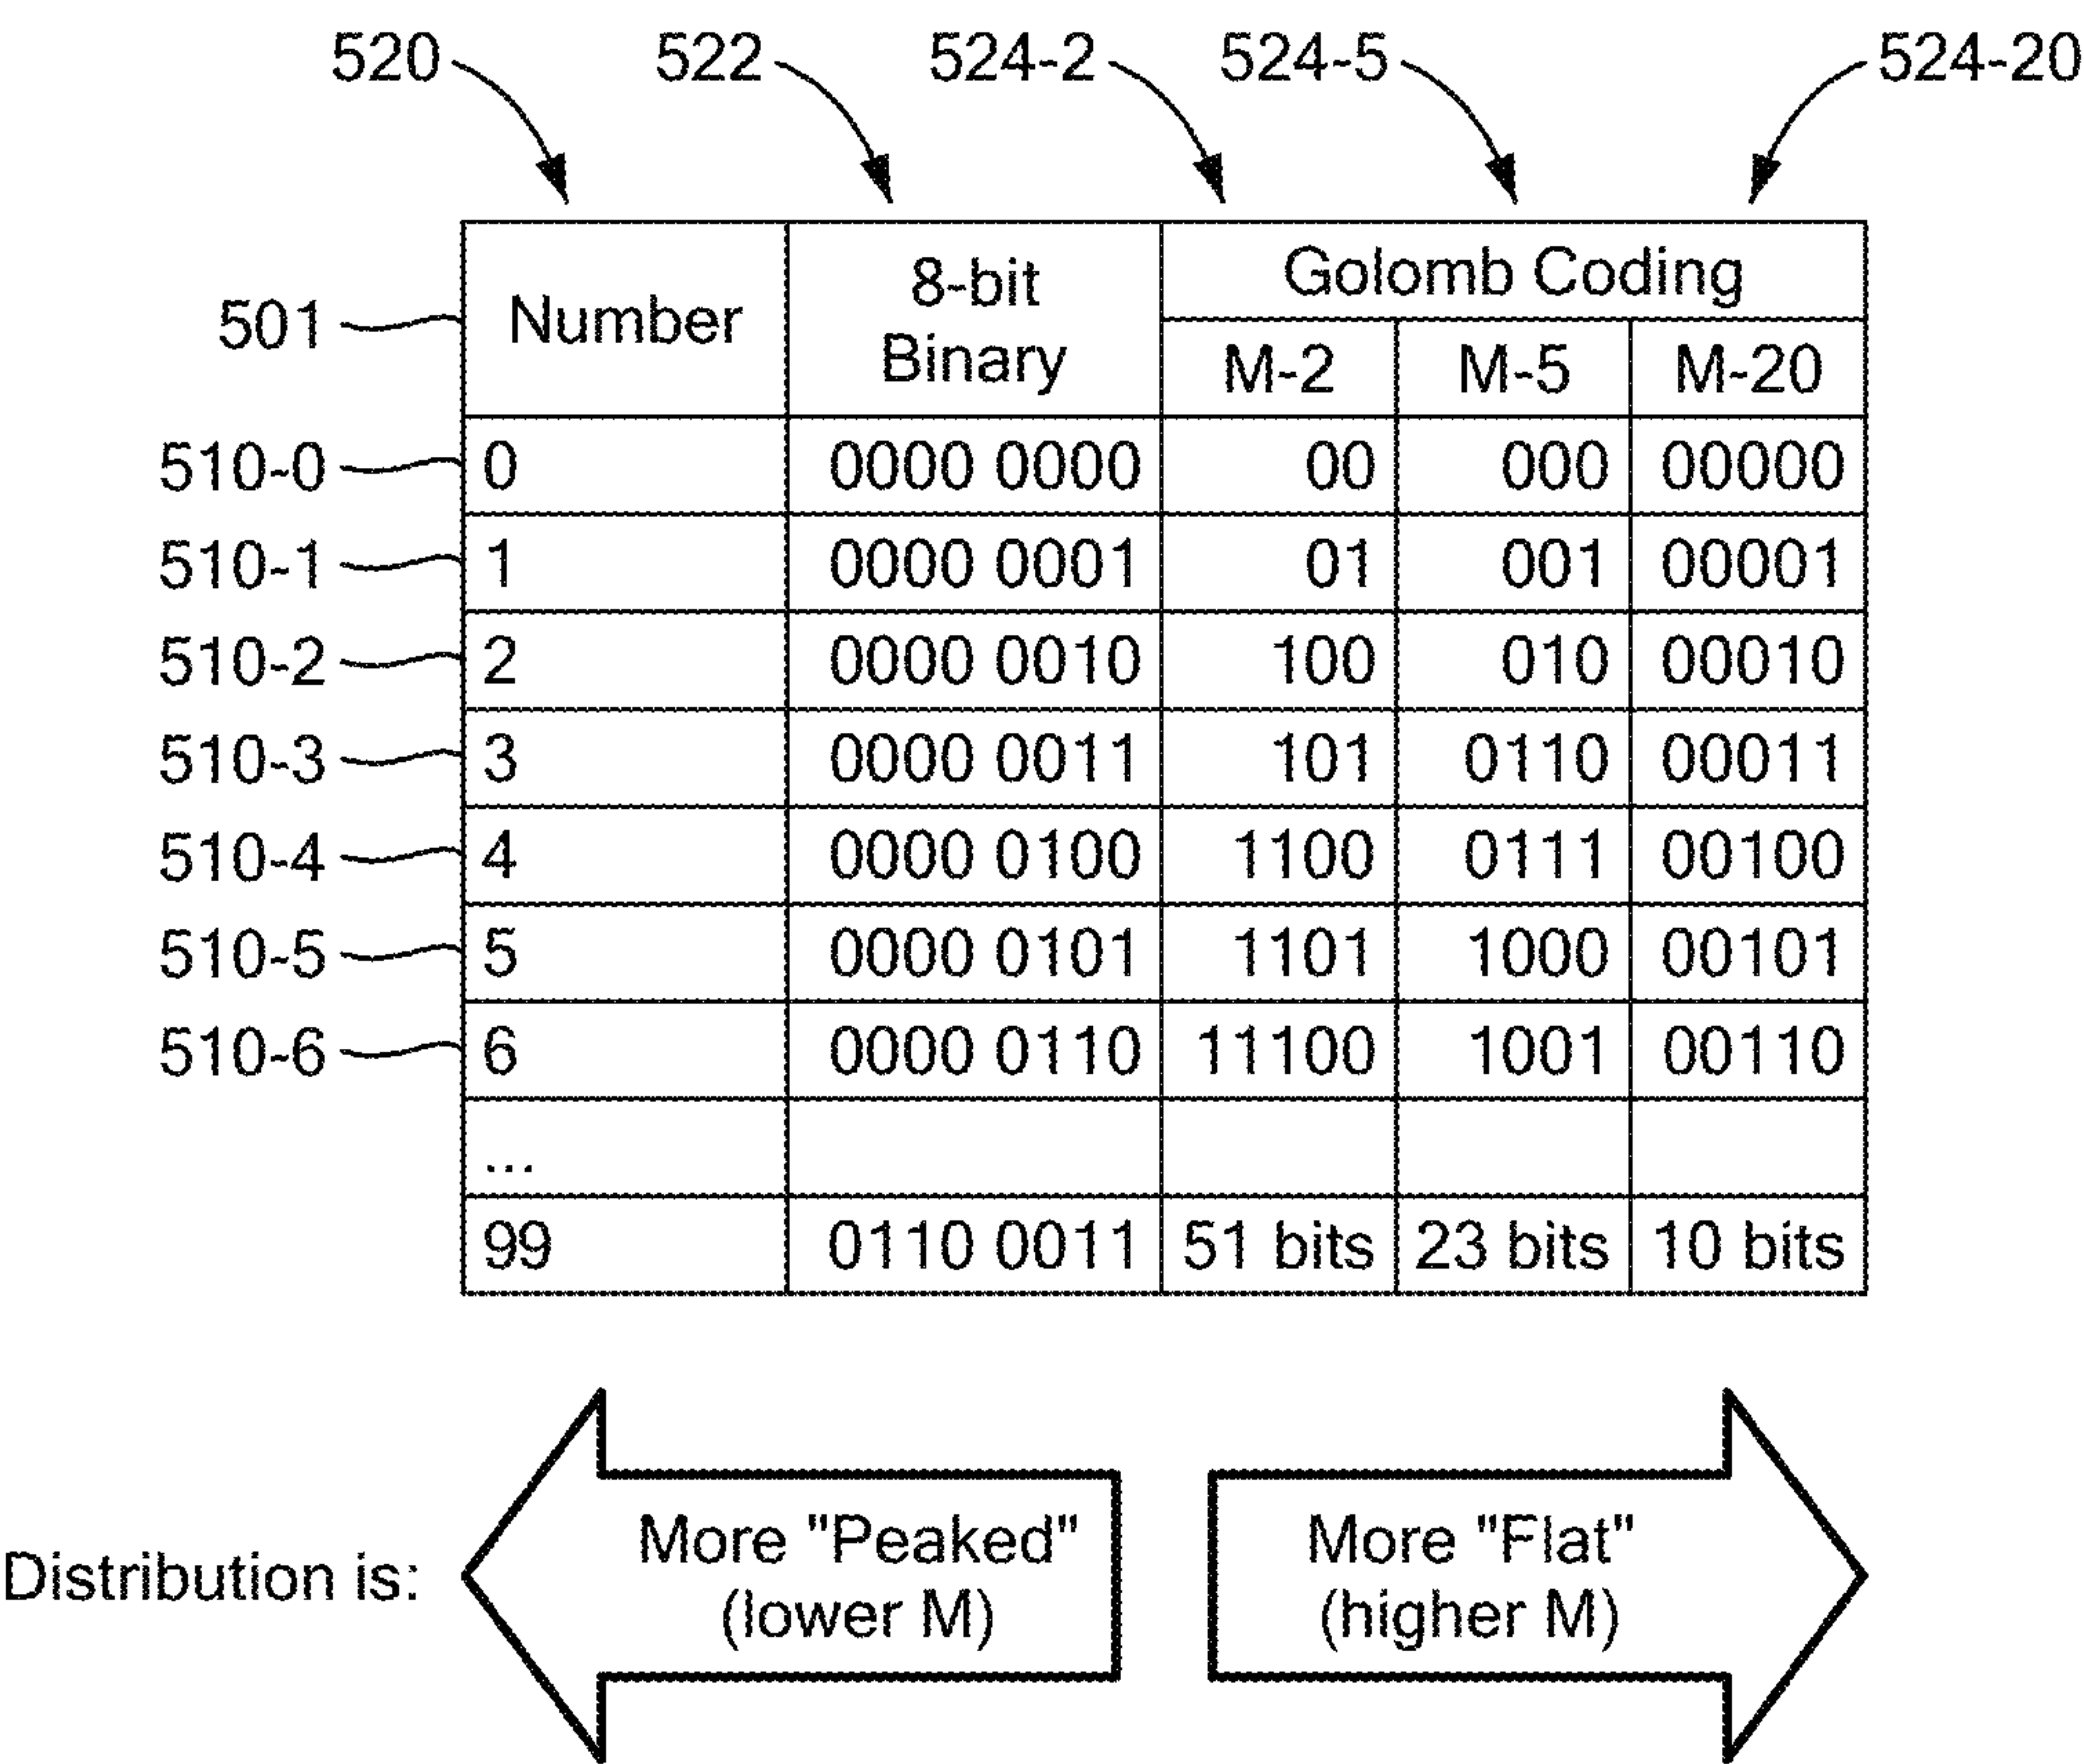 520 522 524-2 524-5 524-20
501 Number 8-bit Binary Golomb Coding
M-2 M-5 M-20
510-0 0 0000 0000 00 000 00000
510-1 1 0000 0001 01 001 00001
510-2 2 0000 0010 100 010 00010
510-3 3 0000 0011 101 0110 00011
510-4 4 0000 0100 1100 0111 00100
510-5 5 0000 0101 1101 1000 00101
510-6 6 0000 0110 11100 1001 00110
...
99 0110 0011 51 bits 23 bits 10 bits
Distribution is:
More "Peaked"
(lower M)
More "Flat"
(higher M)